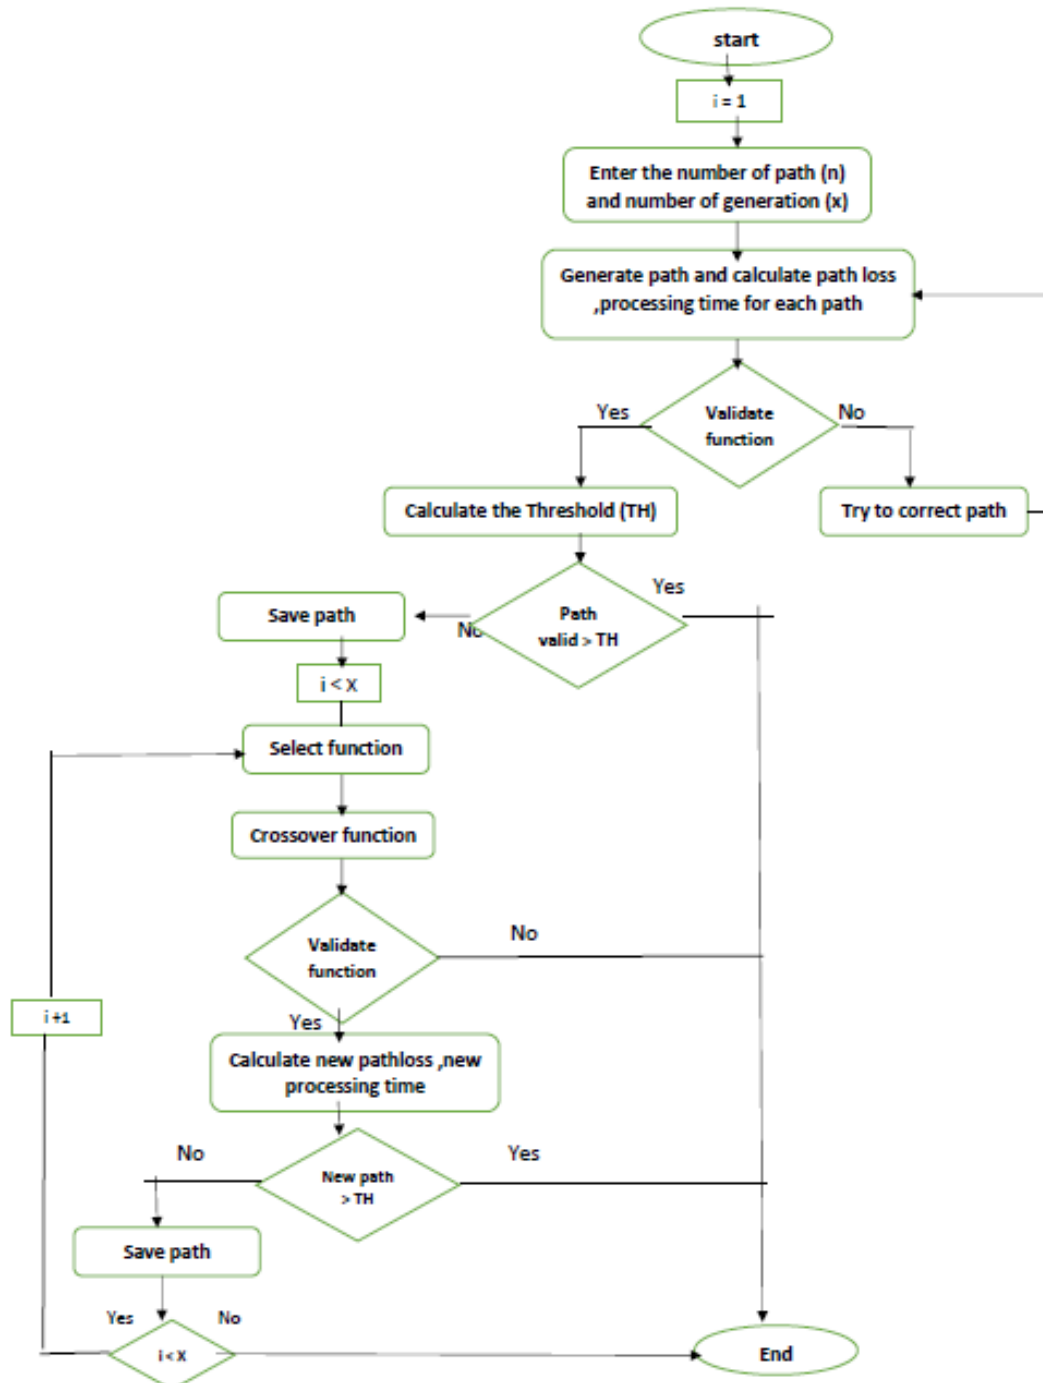 start
i = 1
Enter the number of path (n)
and number of generation (x)
Generate path and calculate path loss
,processing time for each path
Yes
Validate
function
No
Calculate the Threshold (TH)
Try to correct path
Yes
Save path
Path
valid > TH
No
i < X
Select function
Crossover function
No
Validate
function
i +1
Yes
Calculate new pathloss ,new
processing time
No
Yes
New path
> TH
Save path
Yes
No
i < X
End